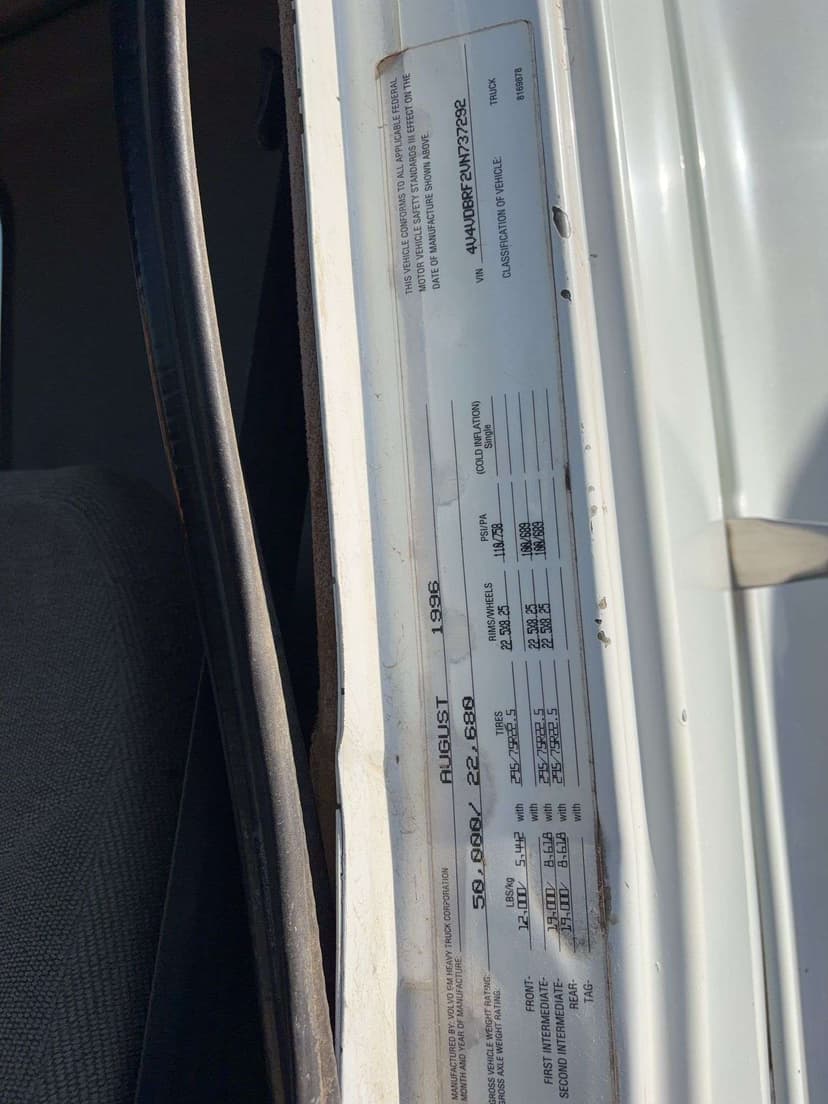 MANUFACTURED BY: VOLVO GM HEAVY TRUCK CORPORATION
MONTH AND YEAR OF MANUFACTURE: AUGUST 1996
GROSS VEHICLE WEIGHT RATING: 50,000/ 22,680
GROSS AXLE WEIGHT RATING
LBS/kg TIRES RIMS/WHEELS PSI/PA (COLD INFLATION) Single
FRONT- 12,000/ 5,442 with 295/75R22.5 22.5X8.25 110/758
FIRST INTERMEDIATE- with
SECOND INTERMEDIATE- 19,000/ 8,618 with 295/75R22.5 22.5X8.25 100/689
REAR- 19,000/ 8,618 with 295/75R22.5 22.5X8.25 100/689
TAG- with
THIS VEHICLE CONFORMS TO ALL APPLICABLE FEDERAL
MOTOR VEHICLE SAFETY STANDARDS IN EFFECT ON THE
DATE OF MANUFACTURE SHOWN ABOVE.
VIN 4V4VDBRF2VN737292
CLASSIFICATION OF VEHICLE: TRUCK
8169878